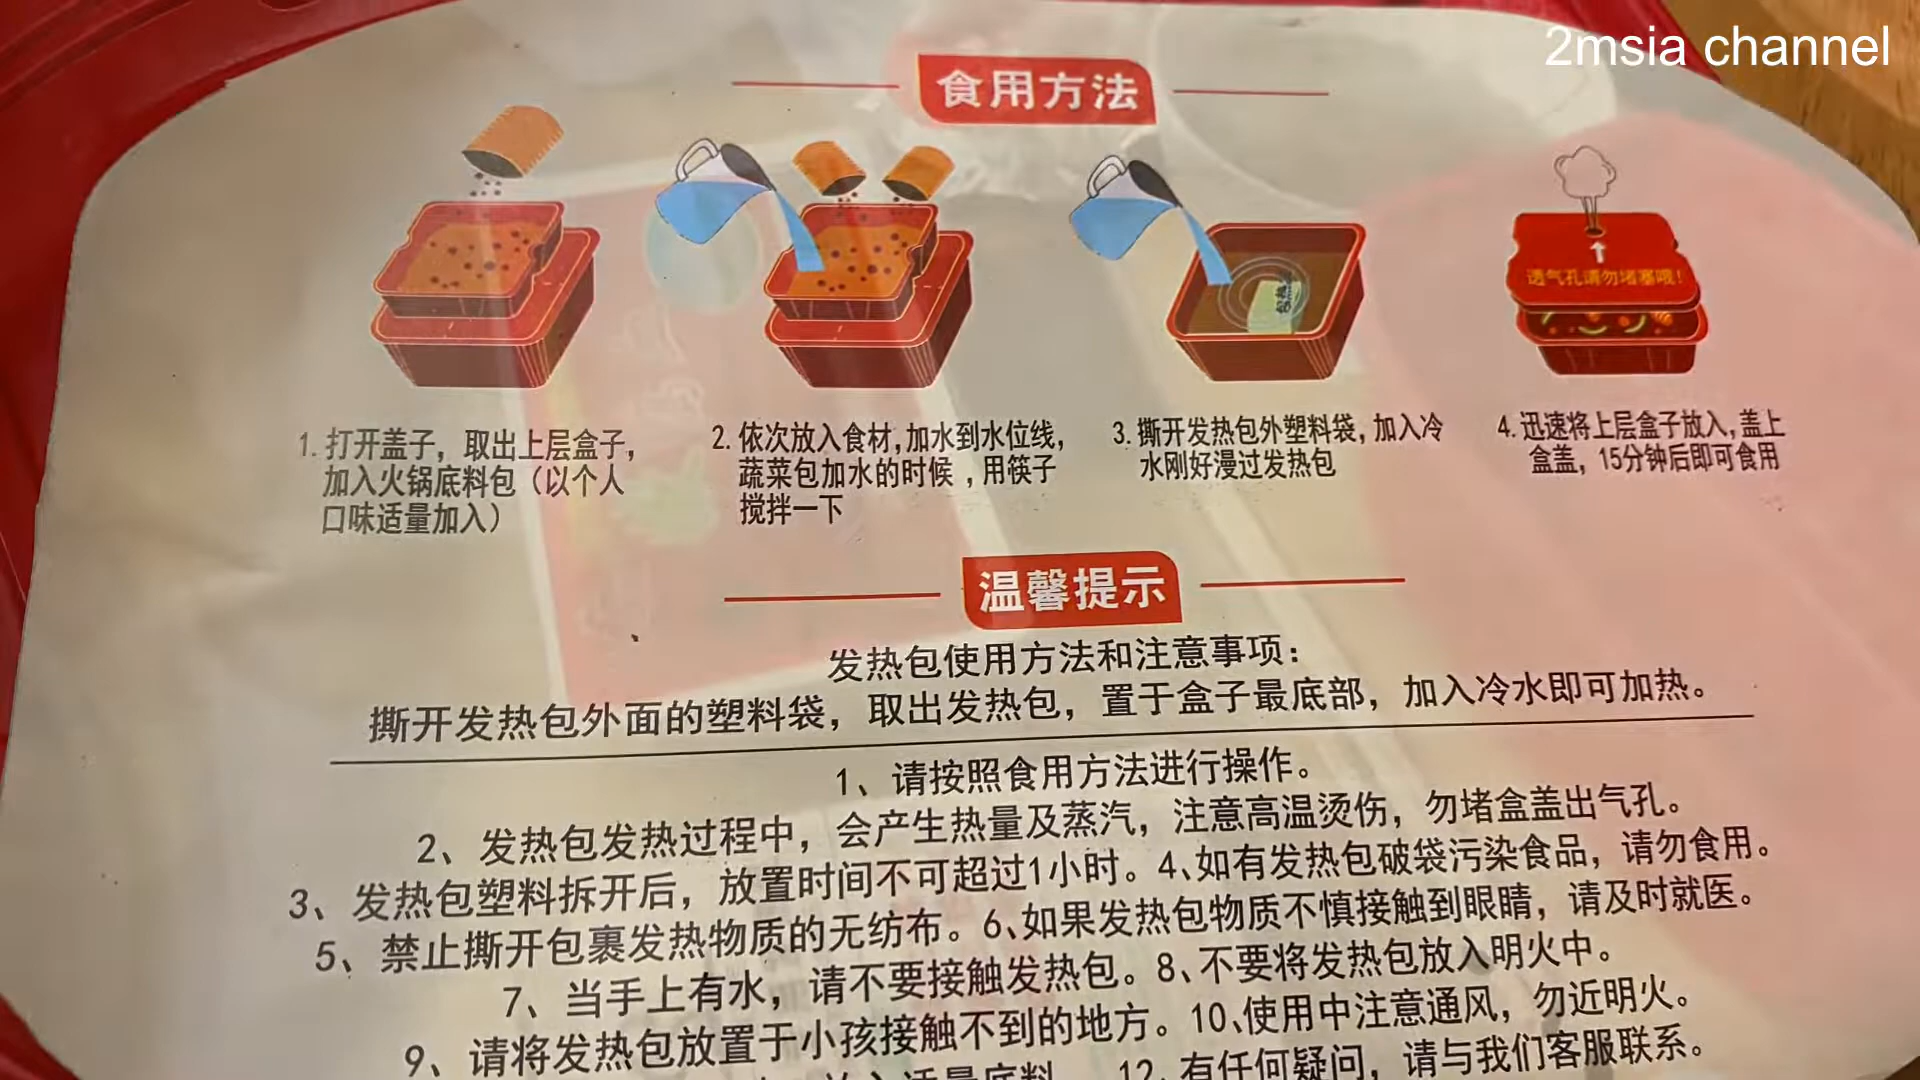 2msia channel
食用方法
透气孔请勿堵塞哦!
1. 打开盖子，取出上层盒子，
加入火锅底料包（以个人
口味适量加入）
2. 依次放入食材,加水到水位线，
蔬菜包加水的时候，用筷子
搅拌一下
3. 撕开发热包外塑料袋，加入冷
水刚好漫过发热包
4. 迅速将上层盒子放入，盖上
盒盖，15分钟后即可食用
温馨提示
发热包使用方法和注意事项：
撕开发热包外面的塑料袋，取出发热包，置于盒子最底部，加入冷水即可加热。
1、请按照食用方法进行操作。
2、发热包发热过程中，会产生热量及蒸汽，注意高温烫伤，勿堵盒盖出气孔。
3、发热包塑料拆开后，放置时间不可超过1小时。4、如有发热包破袋污染食品，请勿食用。
5、禁止撕开包裹发热物质的无纺布。6、如果发热包物质不慎接触到眼睛，请及时就医。
7、当手上有水，请不要接触发热包。8、不要将发热包放入明火中。
9、请将发热包放置于小孩接触不到的地方。10、使用中注意通风，勿近明火。
适量底料 12、有任何疑问，请与我们客服联系。